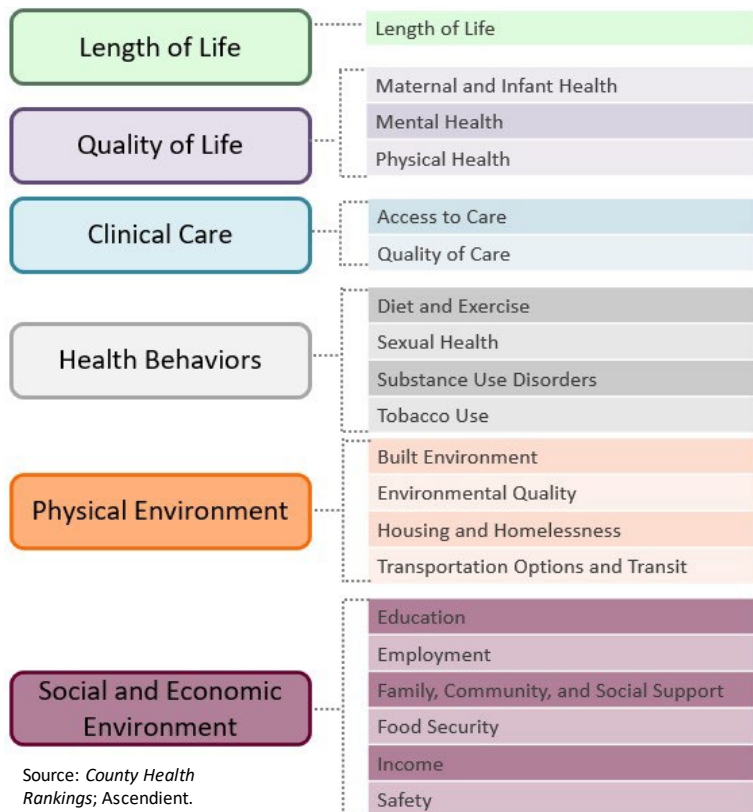 Length of Life
Length of Life
Quality of Life
Maternal and Infant Health
Mental Health
Physical Health
Clinical Care
Access to Care
Quality of Care
Health Behaviors
Diet and Exercise
Sexual Health
Substance Use Disorders
Tobacco Use
Physical Environment
Built Environment
Environmental Quality
Housing and Homelessness
Transportation Options and Transit
Social and Economic
Environment
Education
Employment
Family, Community, and Social Support
Food Security
Income
Safety
Source: County Health
Rankings; Ascendient.